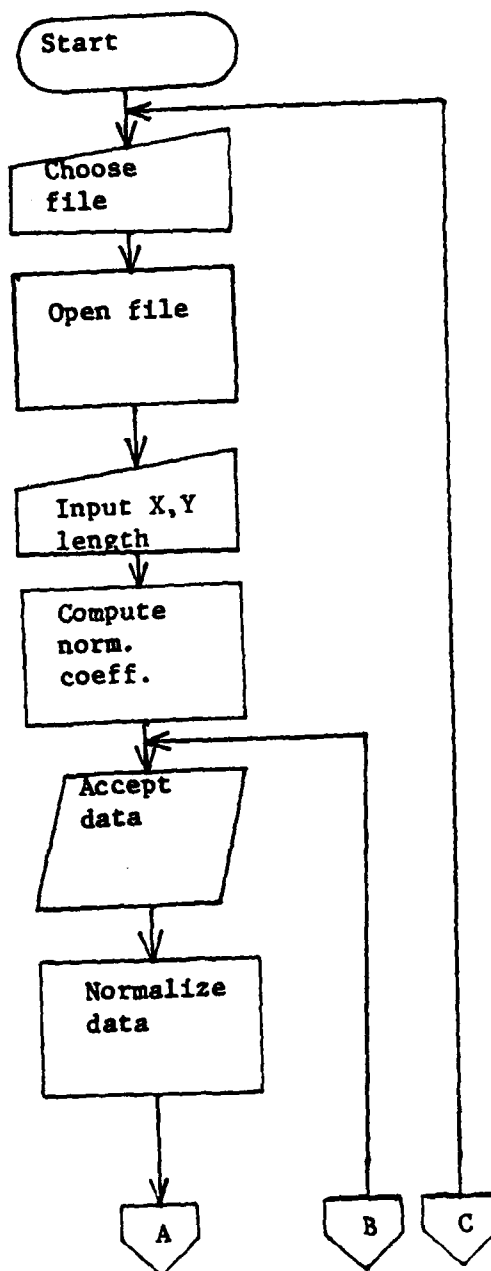 Start
Choose
file
Open file
Input X,Y
length
Compute
norm.
coeff.
Accept
data
Normalize
data
A
B
C